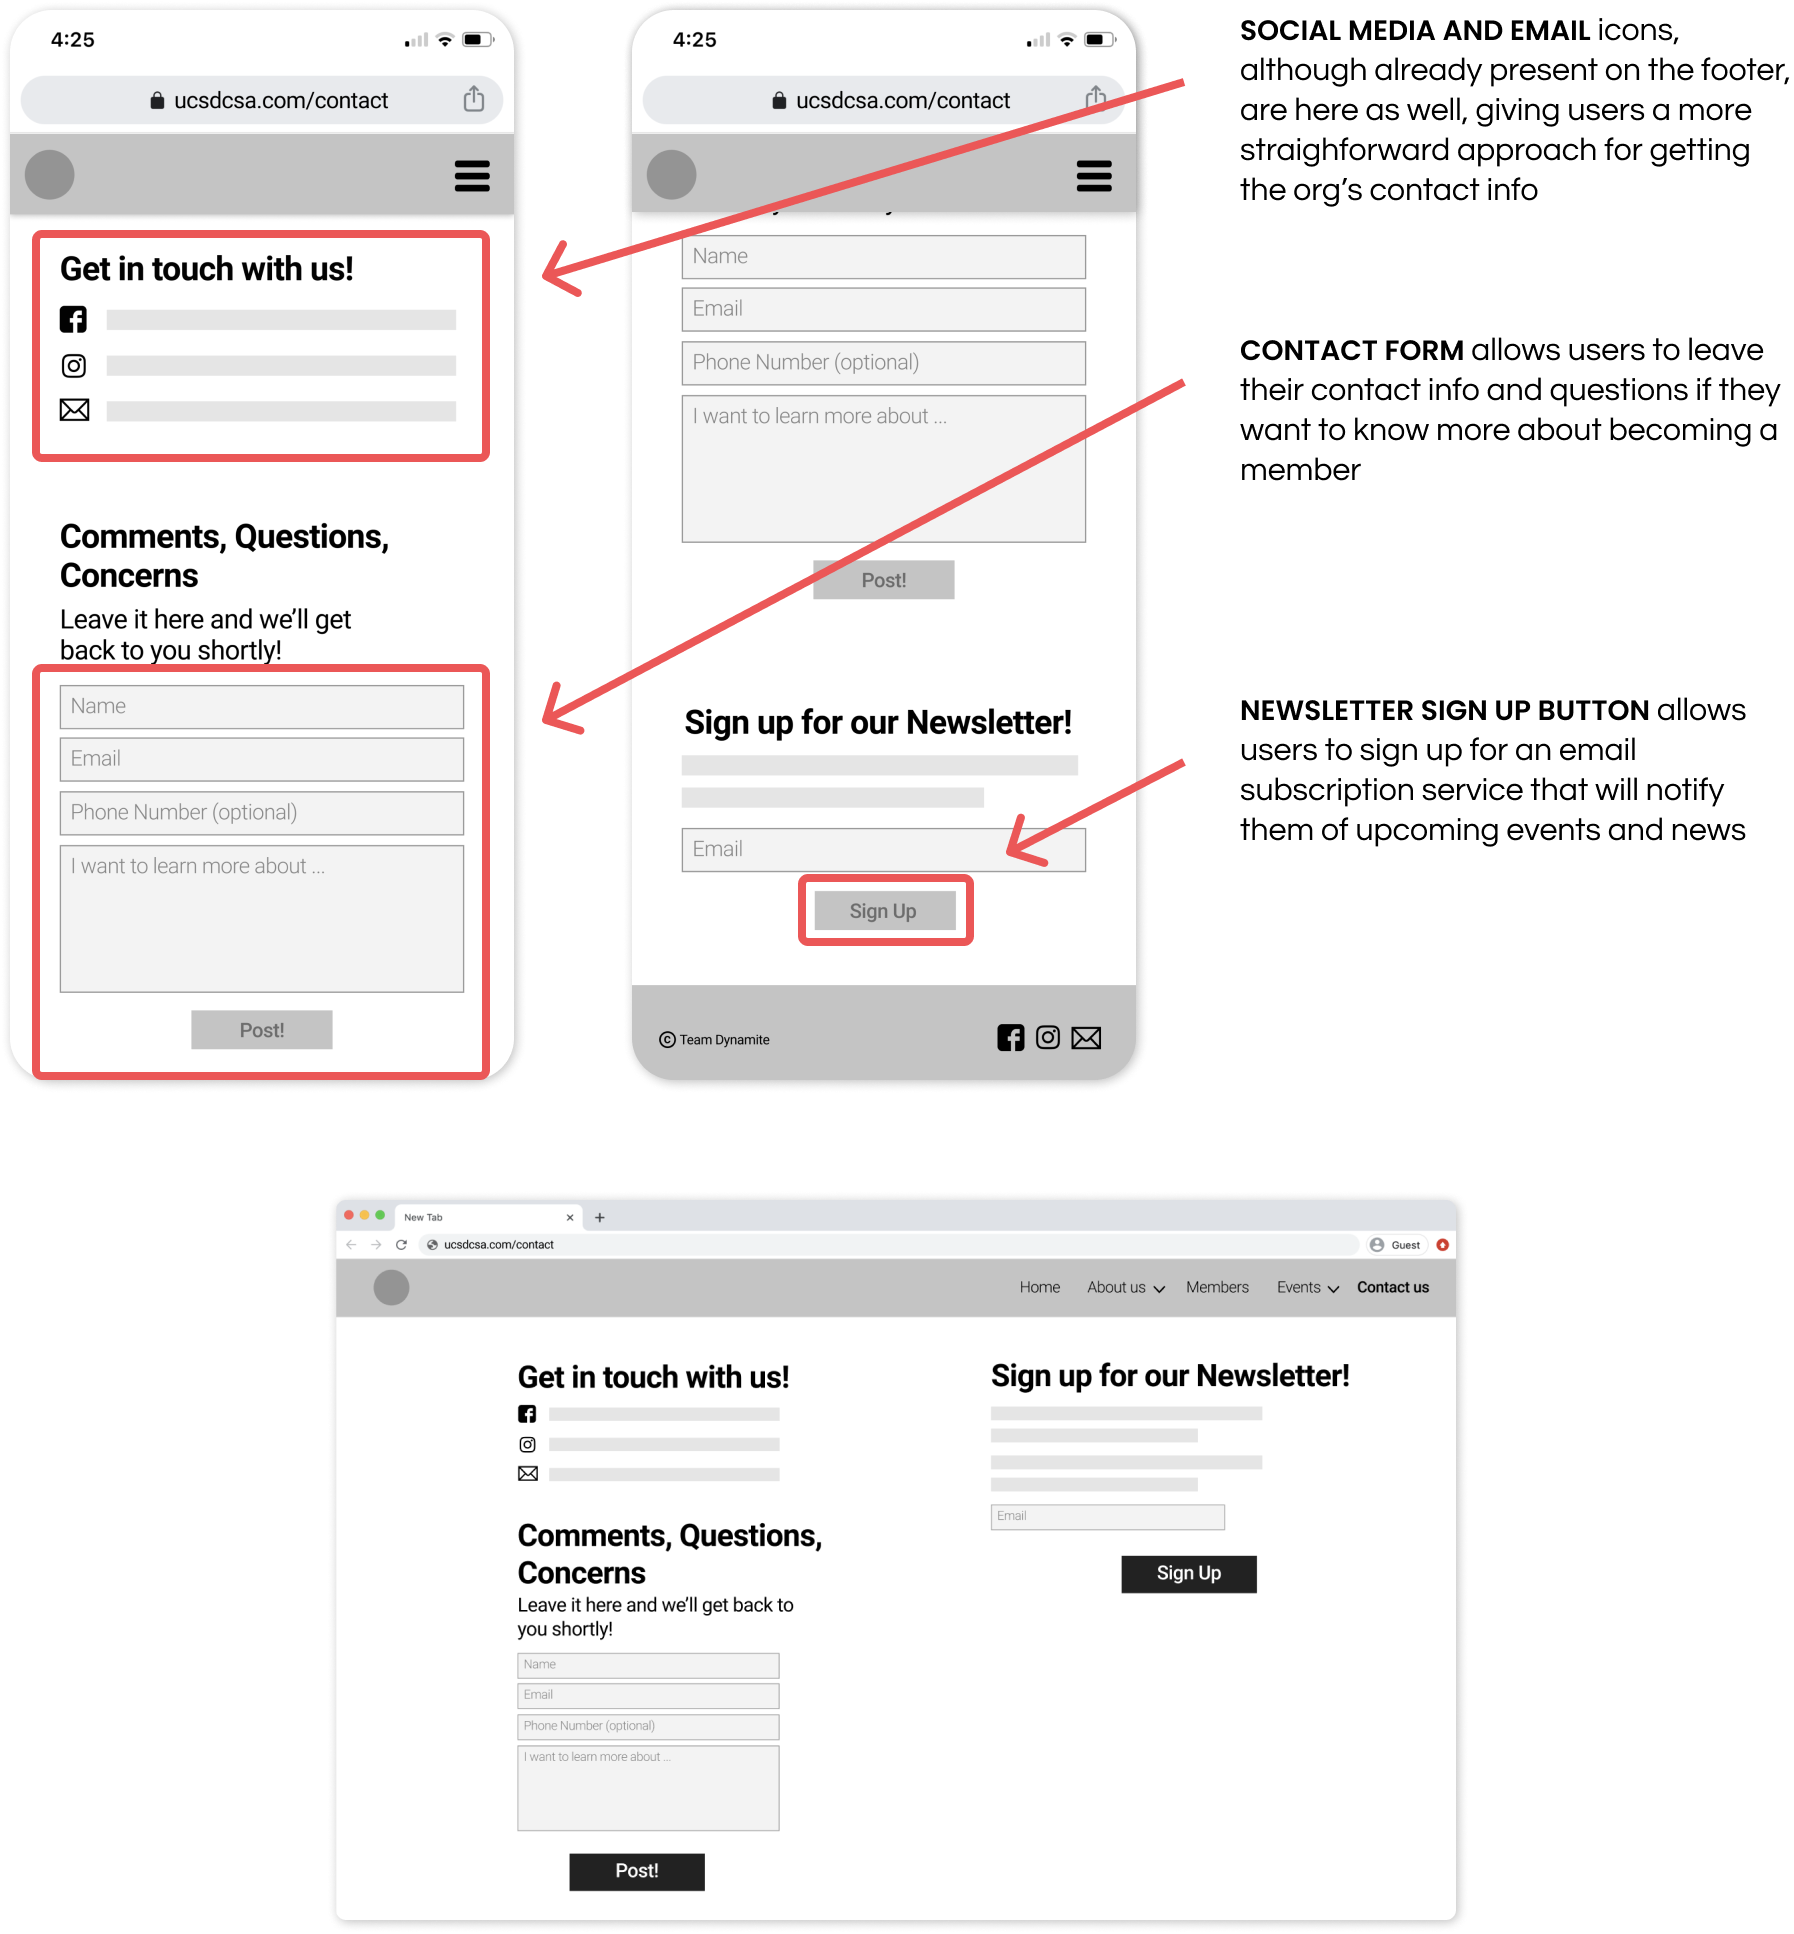 4:25
ucsdcsa.com/contact
Get in touch with us!
Comments, Questions,
Concerns
Leave it here and we'll get
back to you shortly!
Name
Email
Phone Number (optional)
I want to learn more about ...
Post!
4:25
ucsdcsa.com/contact
Name
Email
Phone Number (optional)
I want to learn more about ...
Post!
Sign up for our Newsletter!
Email
Sign Up
© Team Dynamite
SOCIAL MEDIA AND EMAIL icons,
although already present on the footer,
are here as well, giving users a more
straighforward approach for getting
the org's contact info
CONTACT FORM allows users to leave
their contact info and questions if they
want to know more about becoming a
member
NEWSLETTER SIGN UP BUTTON allows
users to sign up for an email
subscription service that will notify
them of upcoming events and news
New Tab
ucsdcsa.com/contact
Guest
Home About us Members Events Contact us
Get in touch with us!
Comments, Questions,
Concerns
Leave it here and we'll get back to
you shortly!
Name
Email
Phone Number (optional)
I want to learn more about ...
Post!
Sign up for our Newsletter!
Email
Sign Up